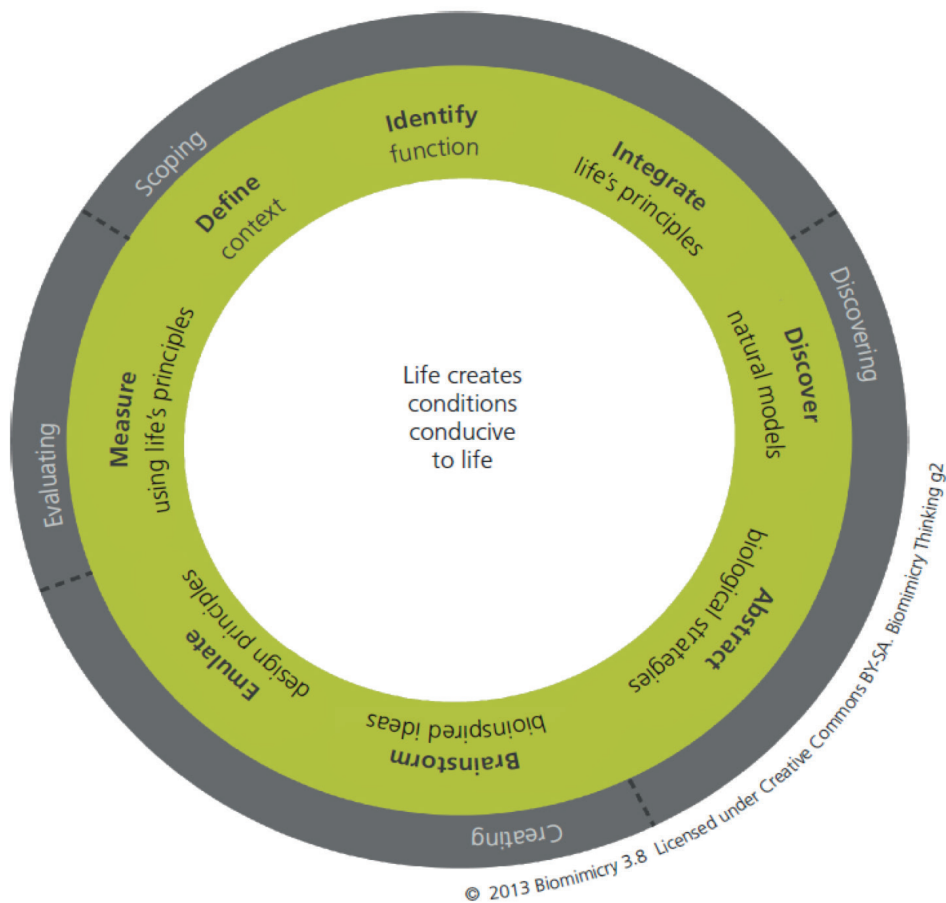 Scoping
Define
context
Identify
function
Integrate
life's principles
Discovering
Discover
natural models
Abstract
biological strategies
Creating
Brainstorm
bioinspired ideas
Emulate
design principles
Evaluating
Measure
using life's principles
Life creates
conditions
conducive
to life
© 2013 Biomimicry 3.8 Licensed under Creative Commons BY-SA. Biomimicry Thinking g2